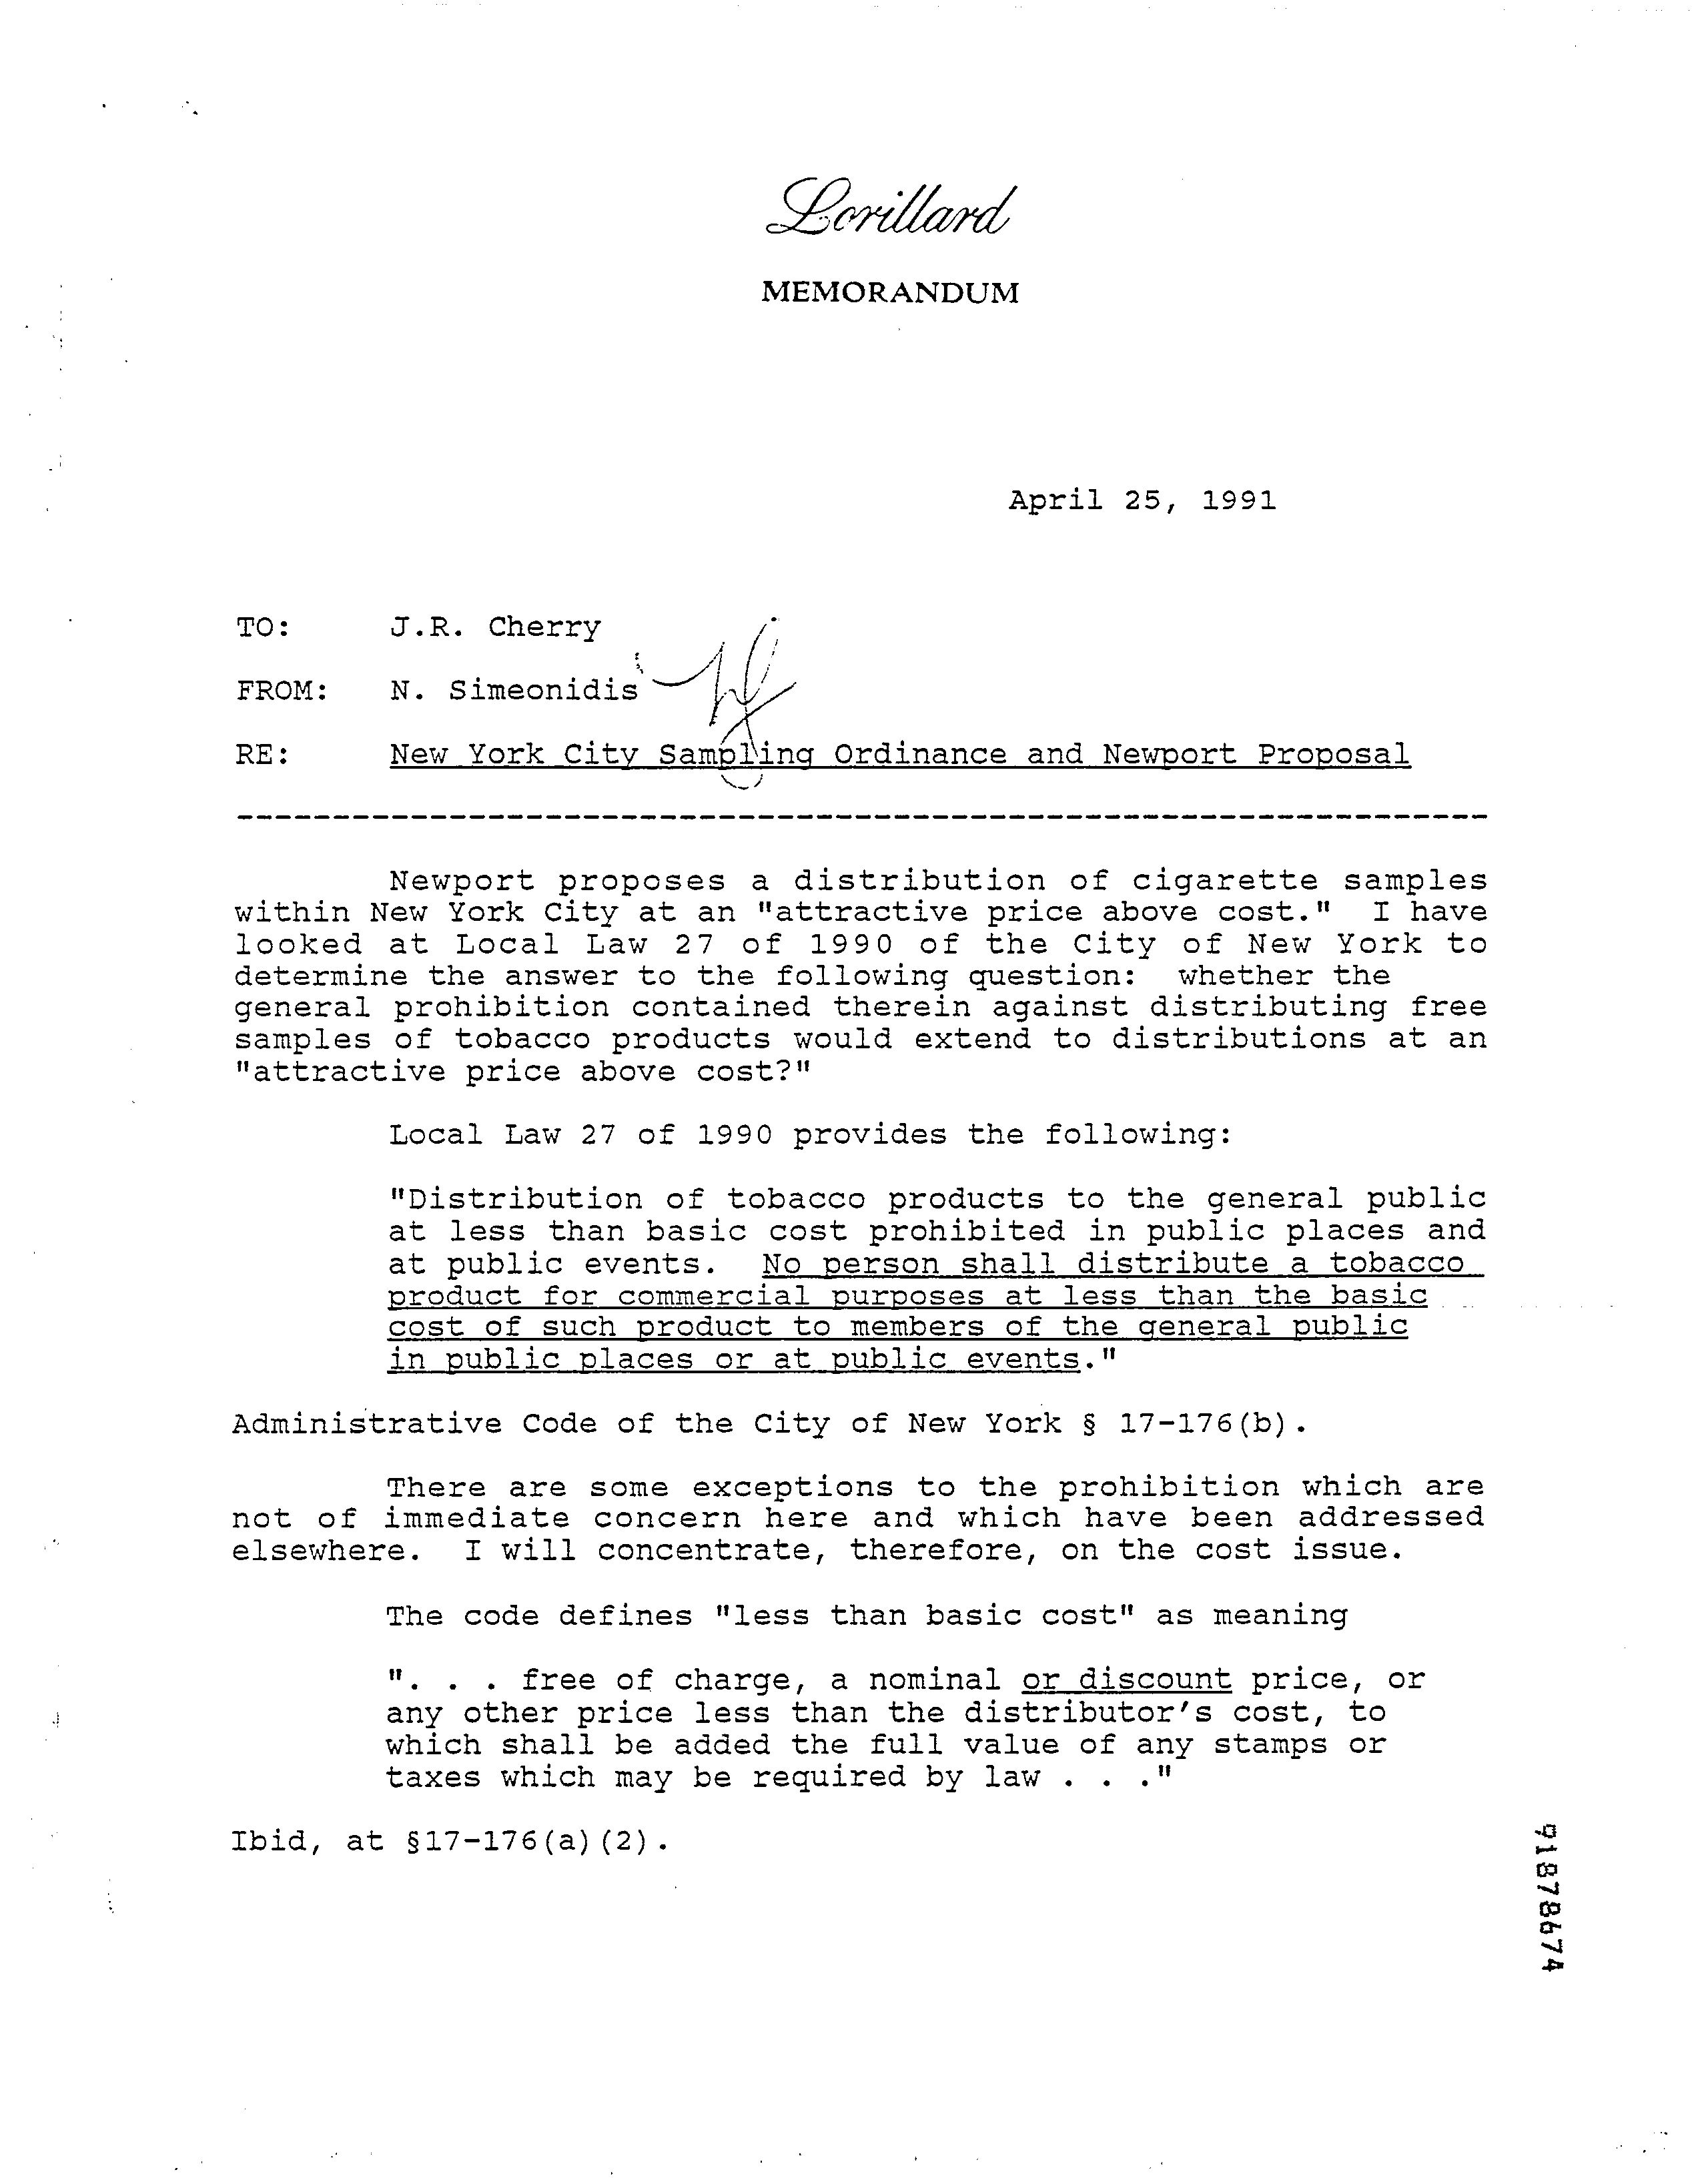 Lorillard
MEMORANDUM
April 25, 1991
TO: J.R. Cherry
FROM: N. Simeonidis
RE: New York City Sampling Ordinance and Newport Proposal
Newport proposes a distribution of cigarette samples
within New York City at an "attractive price above cost." I have
looked at Local Law 27 of 1990 of the City of New York to
determine the answer to the following question: whether the
general prohibition contained therein against distributing free
samples of tobacco products would extend to distributions at an
"attractive price above cost?"
Local Law 27 of 1990 provides the following:
"Distribution of tobacco products to the general public
at less than basic cost prohibited in public places and
at public events. No person shall distribute a tobacco
product for commercial purposes at less than the basic
cost of such product to members of the general public
in public places or at public events."
Administrative Code of the City of New York § 17-176(b).
There are some exceptions to the prohibition which are
not of immediate concern here and which have been addressed
elsewhere. I will concentrate, therefore, on the cost issue.
The code defines "less than basic cost" as meaning
". . . free of charge, a nominal or discount price, or
any other price less than the distributor's cost, to
which shall be added the full value of any stamps or
taxes which may be required by law . . ."
Ibid, at §17-176(a)(2).
91878674